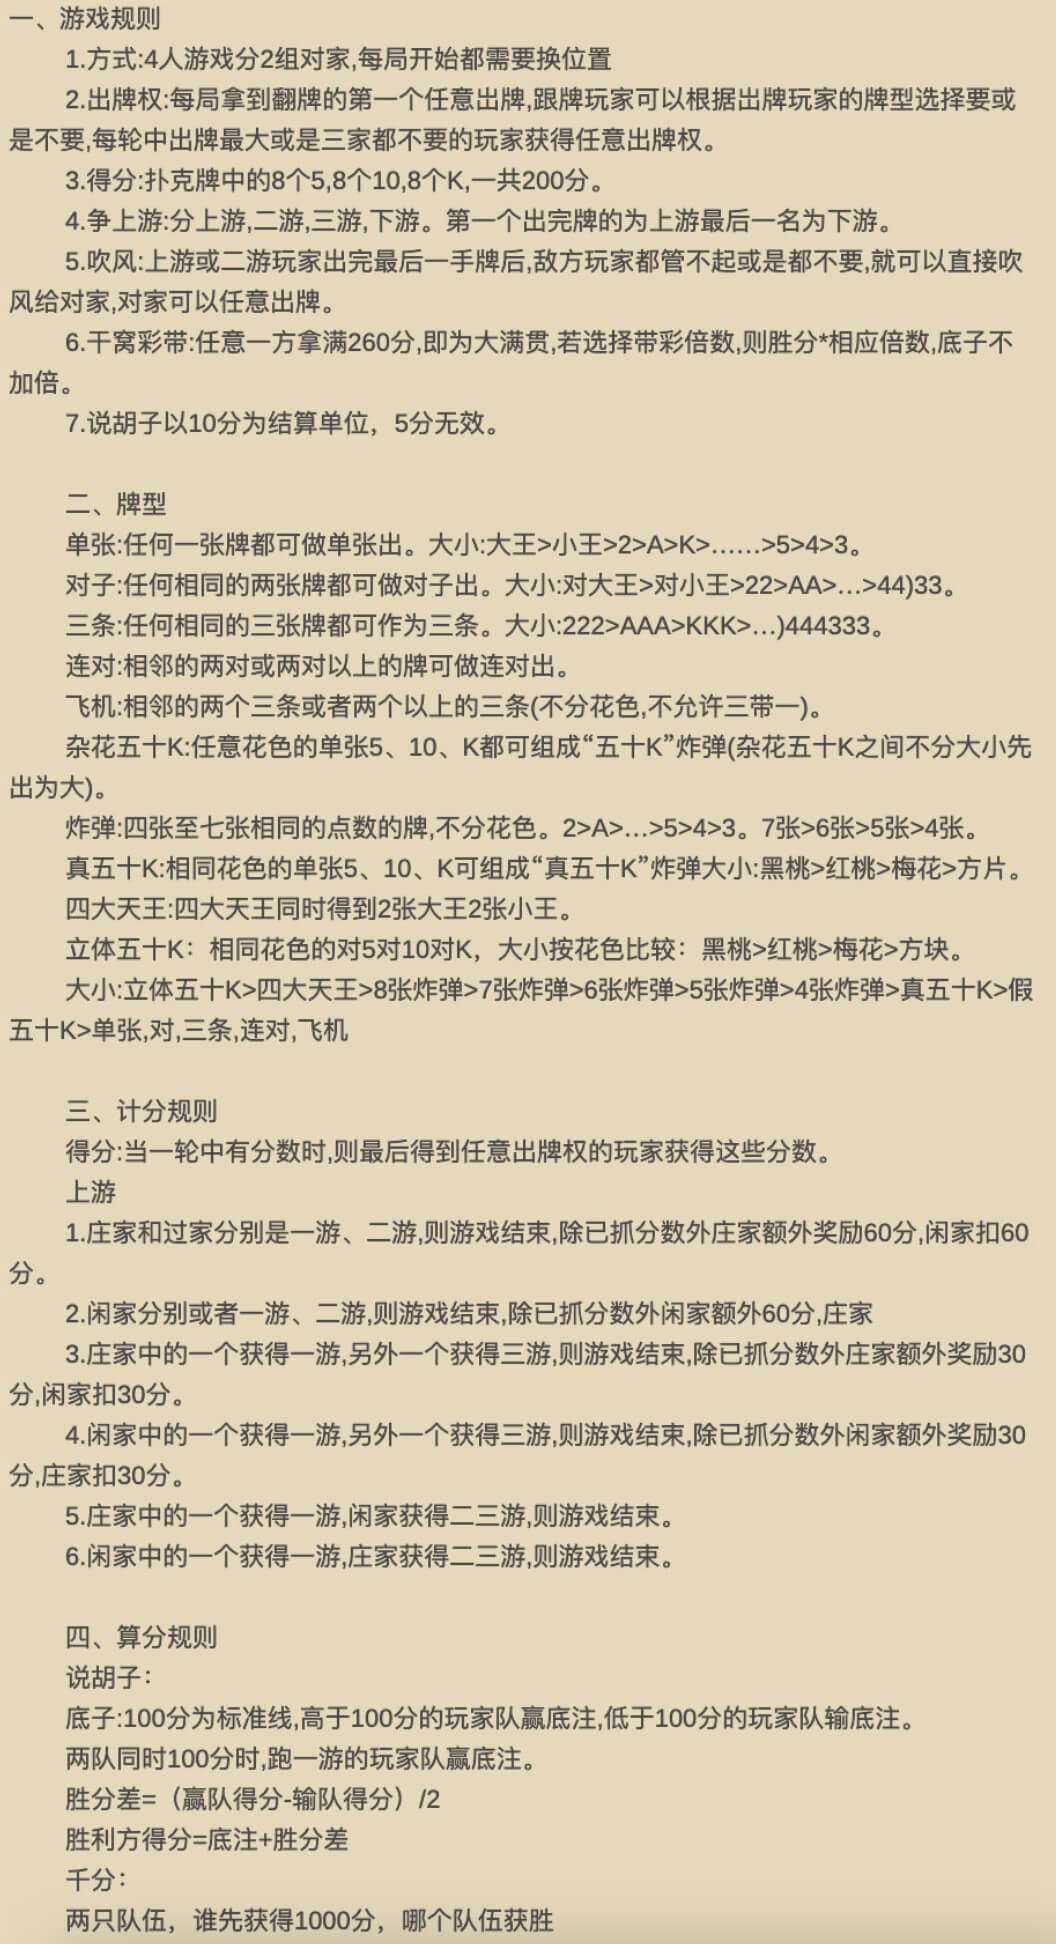 一、游戏规则
1.方式:4人游戏分2组对家,每局开始都需要换位置
2.出牌权:每局拿到翻牌的第一个任意出牌,跟牌玩家可以根据出牌玩家的牌型选择要或
是不要,每轮中出牌最大或是三家都不要的玩家获得任意出牌权。
3.得分:扑克牌中的8个5,8个10,8个K,一共200分。
4.争上游:分上游,二游,三游,下游。第一个出完牌的为上游最后一名为下游。
5.吹风:上游或二游玩家出完最后一手牌后,敌方玩家都管不起或是都不要,就可以直接吹
风给对家,对家可以任意出牌。
6.干窝彩带:任意一方拿满260分,即为大满贯,若选择带彩倍数,则胜分*相应倍数,底子不
加倍。
7.说胡子以10分为结算单位，5分无效。
二、牌型
单张:任何一张牌都可做单张出。大小:大王>小王>2>A>K>……>5>4>3。
对子:任何相同的两张牌都可做对子出。大小:对大王>对小王>22>AA>…>44)33。
三条:任何相同的三张牌都可作为三条。大小:222>AAA>KKK>…)444333。
连对:相邻的两对或两对以上的牌可做连对出。
飞机:相邻的两个三条或者两个以上的三条(不分花色,不允许三带一)。
杂花五十K:任意花色的单张5、10、K都可组成“五十K”炸弹(杂花五十K之间不分大小先
出为大)。
炸弹:四张至七张相同的点数的牌,不分花色。2>A>…>5>4>3。7张>6张>5张>4张。
真五十K:相同花色的单张5、10、K可组成“真五十K”炸弹大小:黑桃>红桃>梅花>方片。
四大天王:四大天王同时得到2张大王2张小王。
立体五十K：相同花色的对5对10对K，大小按花色比较：黑桃>红桃>梅花>方块。
大小:立体五十K>四大天王>8张炸弹>7张炸弹>6张炸弹>5张炸弹>4张炸弹>真五十K>假
五十K>单张,对,三条,连对,飞机
三、计分规则
得分:当一轮中有分数时,则最后得到任意出牌权的玩家获得这些分数。
上游
1.庄家和过家分别是一游、二游,则游戏结束,除已抓分数外庄家额外奖励60分,闲家扣60
分。
2.闲家分别或者一游、二游,则游戏结束,除已抓分数外闲家额外60分,庄家
3.庄家中的一个获得一游,另外一个获得三游,则游戏结束,除已抓分数外庄家额外奖励30
分,闲家扣30分。
4.闲家中的一个获得一游,另外一个获得三游,则游戏结束,除已抓分数外闲家额外奖励30
分,庄家扣30分。
5.庄家中的一个获得一游,闲家获得二三游,则游戏结束。
6.闲家中的一个获得一游,庄家获得二三游,则游戏结束。
四、算分规则
说胡子：
底子:100分为标准线,高于100分的玩家队赢底注,低于100分的玩家队输底注。
两队同时100分时,跑一游的玩家队赢底注。
胜分差=（赢队得分-输队得分）/2
胜利方得分=底注+胜分差
千分：
两只队伍，谁先获得1000分，哪个队伍获胜